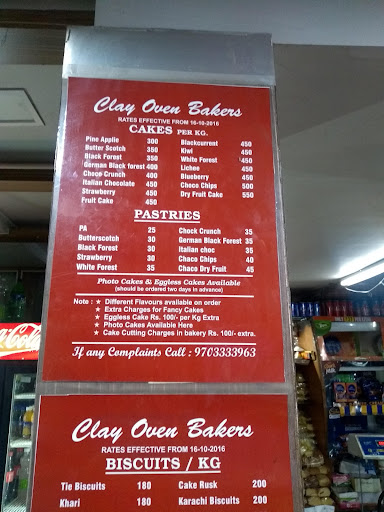 Clay Oven Bakers
RATES EFFECTIVE FROM 16-10-2016
CAKES PER KG.
Pine Apple 300
Botter Scotch 350
Black Forest 350
German Black forest 400
Choco Crunch 400
Italian Chocolate 450
Strawberry 450
Fruit Cake 450
Blackcurreat 450
Kiwi 450
White Forest 450
Lichee 450
Blueberry 450
Choco Chips 500
Dry Fruit Cake 550
PASTRIES
PA 25
Butterscotch 30
Black Forest 30
Strawberry 30
White Forest 35
Chock Crunch 35
German Black Forest 35
Italian choc 35
Chaco Chips 40
Chaco Dry Fruit 45
Photo Cakes & Eggless Cakes Available
(should be ordered two days in advance)
Note : ★ Different Flavours available on order
★ Extra Charges for Fancy Cakes
★ Eggless Cake Rs. 100/- per Kg Extra
★ Photo Cakes Available Here
★ Cake Cutting Charges in bakery Rs. 100/- extra.
If any Complaints Call : 9703333963
Clay Oven Bakers
RATES EFFECTIVE FROM 16-10-2016
BISCUITS / KG
Tie Biscuits 180
Khari 180
Cake Rusk 200
Karachi Biscuits 200
Coca-Cola